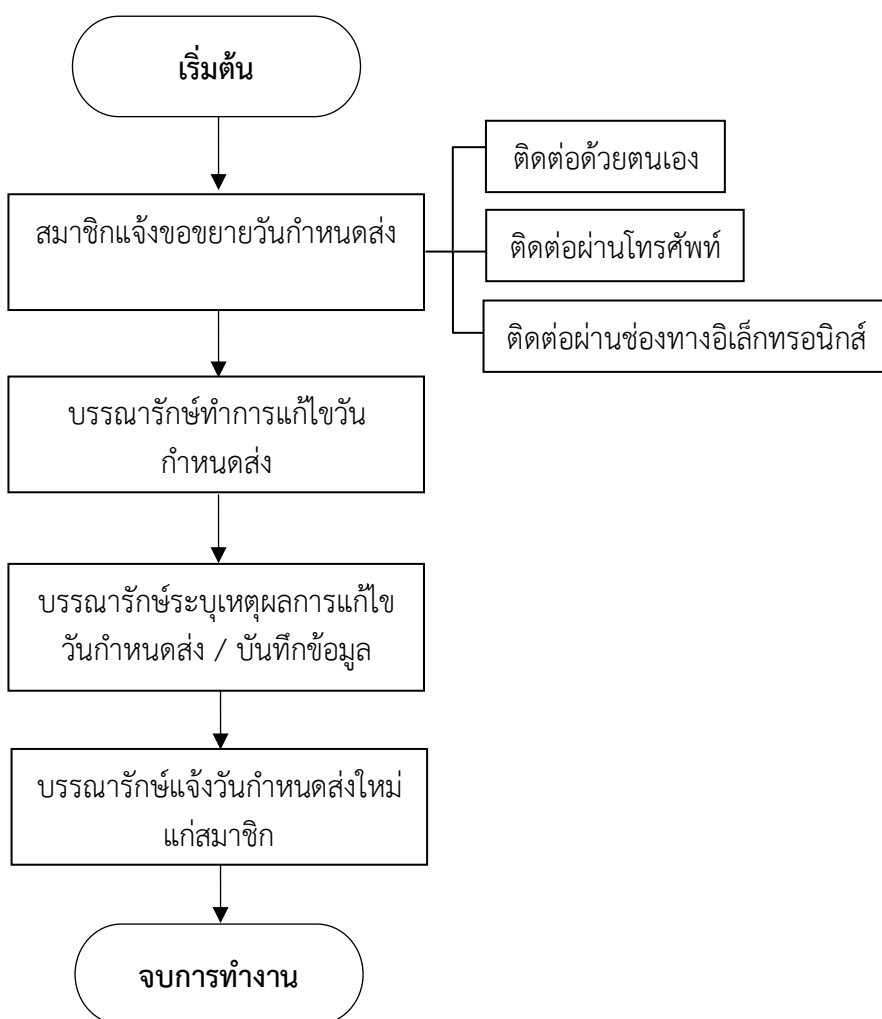 เริ่มต้น
สมาชิกแจ้งขอขยายวันกำหนดส่ง
ติดต่อด้วยตนเอง
ติดต่อผ่านโทรศัพท์
ติดต่อผ่านช่องทางอิเล็กทรอนิกส์
บรรณารักษ์ทำการแก้ไขวัน
กำหนดส่ง
บรรณารักษ์ระบุเหตุผลการแก้ไข
วันกำหนดส่ง / บันทึกข้อมูล
บรรณารักษ์แจ้งวันกำหนดส่งใหม่
แก่สมาชิก
จบการทำงาน